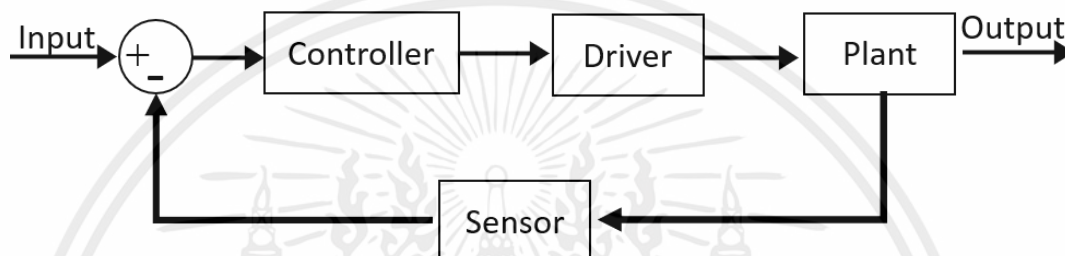 Input
+
-
Controller
Driver
Plant
Output
Sensor